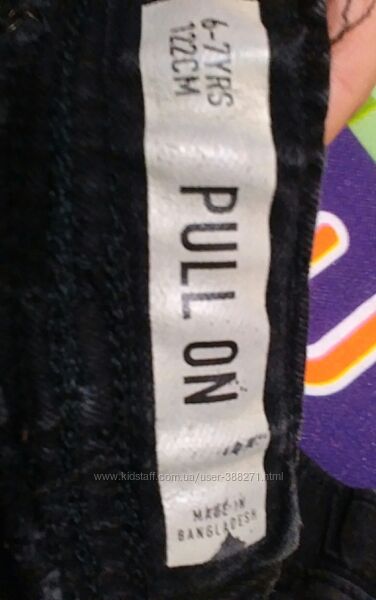 6-7YRS
122CM
PULL ON
MADE IN
BANGLADESH
www.kidstaff.com.ua/user-388271.html